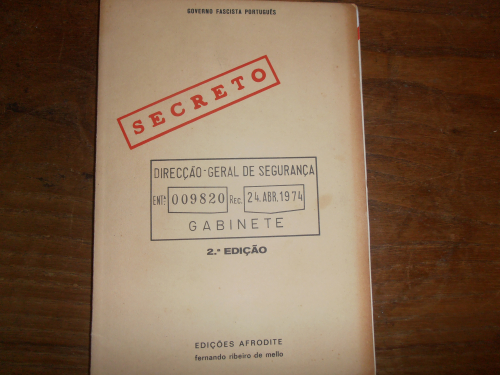 GOVERNO FASCISTA PORTUGUÊS
SECRETO
DIRECÇÃO-GERAL DE SEGURANÇA
ENTª 009820 REC. 24. ABR. 1974
GABINETE
2.ª EDIÇÃO
EDIÇÕES AFRODITE
fernando ribeiro de mello